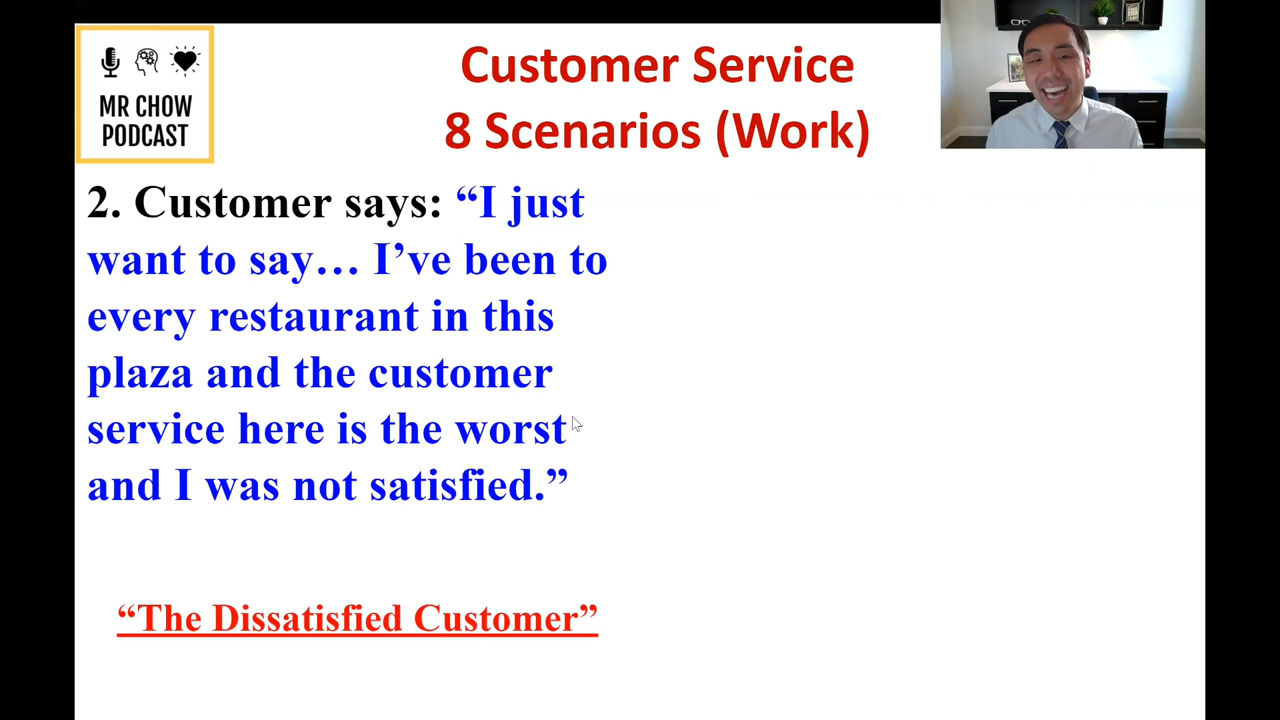 MR CHOW
PODCAST
Customer Service
8 Scenarios (Work)
2. Customer says: “I just
want to say… I’ve been to
every restaurant in this
plaza and the customer
service here is the worst
and I was not satisfied.”
“The Dissatisfied Customer”